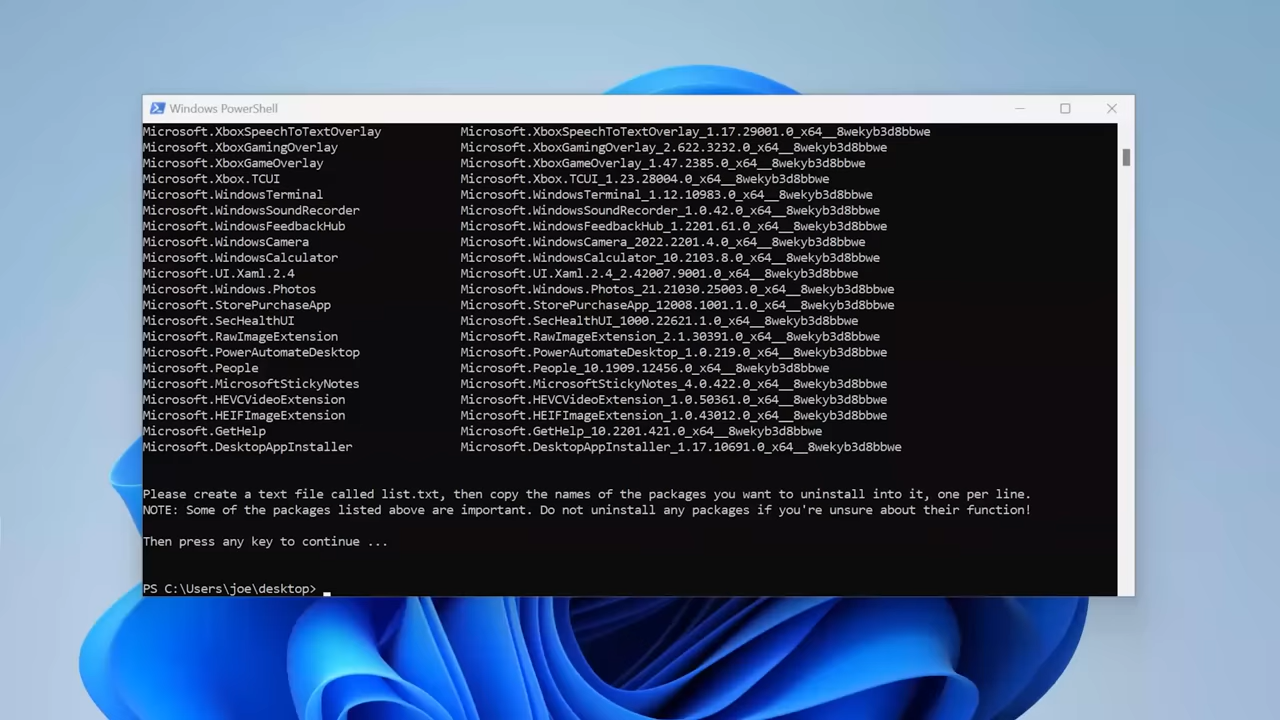 Windows PowerShell
Microsoft.XboxSpeechToTextOverlay Microsoft.XboxSpeechToTextOverlay_1.17.29001.0_x64__8wekyb3d8bbwe
Microsoft.XboxGamingOverlay Microsoft.XboxGamingOverlay_2.622.3232.0_x64__8wekyb3d8bbwe
Microsoft.XboxGameOverlay Microsoft.XboxGameOverlay_1.47.2385.0_x64__8wekyb3d8bbwe
Microsoft.Xbox.TCUI Microsoft.Xbox.TCUI_1.23.28004.0_x64__8wekyb3d8bbwe
Microsoft.WindowsTerminal Microsoft.WindowsTerminal_1.12.10983.0_x64__8wekyb3d8bbwe
Microsoft.WindowsSoundRecorder Microsoft.WindowsSoundRecorder_1.0.42.0_x64__8wekyb3d8bbwe
Microsoft.WindowsFeedbackHub Microsoft.WindowsFeedbackHub_1.2201.61.0_x64__8wekyb3d8bbwe
Microsoft.WindowsCamera Microsoft.WindowsCamera_2022.2201.4.0_x64__8wekyb3d8bbwe
Microsoft.WindowsCalculator Microsoft.WindowsCalculator_10.2103.8.0_x64__8wekyb3d8bbwe
Microsoft.UI.Xaml.2.4 Microsoft.UI.Xaml.2.4_2.42007.9001.0_x64__8wekyb3d8bbwe
Microsoft.Windows.Photos Microsoft.Windows.Photos_21.21030.25003.0_x64__8wekyb3d8bbwe
Microsoft.StorePurchaseApp Microsoft.StorePurchaseApp_12008.1001.1.0_x64__8wekyb3d8bbwe
Microsoft.SecHealthUI Microsoft.SecHealthUI_1000.22621.1.0_x64__8wekyb3d8bbwe
Microsoft.RawImageExtension Microsoft.RawImageExtension_2.1.30391.0_x64__8wekyb3d8bbwe
Microsoft.PowerAutomateDesktop Microsoft.PowerAutomateDesktop_1.0.219.0_x64__8wekyb3d8bbwe
Microsoft.People Microsoft.People_10.1909.12456.0_x64__8wekyb3d8bbwe
Microsoft.MicrosoftStickyNotes Microsoft.MicrosoftStickyNotes_4.0.422.0_x64__8wekyb3d8bbwe
Microsoft.HEVCVideoExtension Microsoft.HEVCVideoExtension_1.0.50361.0_x64__8wekyb3d8bbwe
Microsoft.HEIFImageExtension Microsoft.HEIFImageExtension_1.0.43012.0_x64__8wekyb3d8bbwe
Microsoft.GetHelp Microsoft.GetHelp_10.2201.421.0_x64__8wekyb3d8bbwe
Microsoft.DesktopAppInstaller Microsoft.DesktopAppInstaller_1.17.10691.0_x64__8wekyb3d8bbwe
Please create a text file called list.txt, then copy the names of the packages you want to uninstall into it, one per line.
NOTE: Some of the packages listed above are important. Do not uninstall any packages if you're unsure about their function!
Then press any key to continue ...
PS C:\Users\joe\desktop>